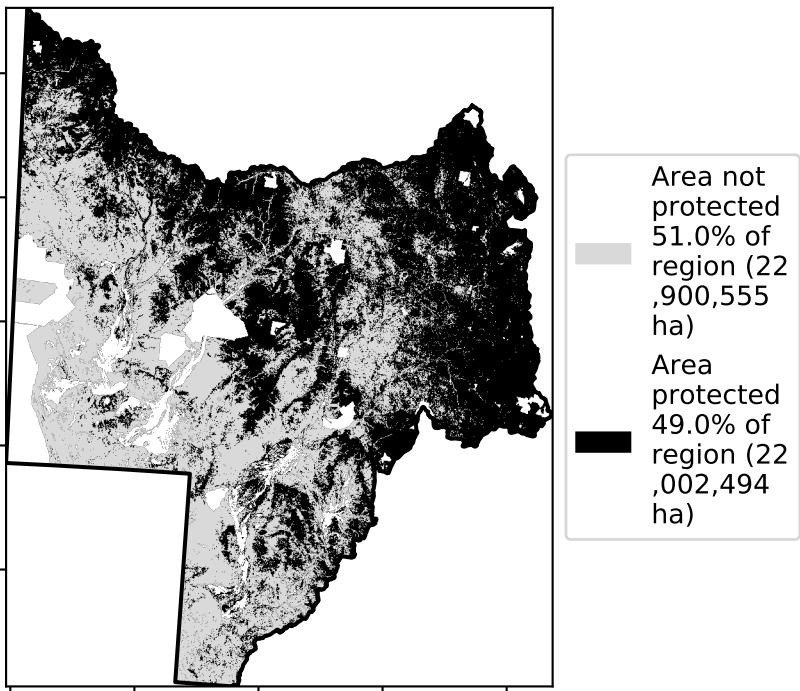 Area not
protected
51.0% of
region (22
,900,555
ha)
Area
protected
49.0% of
region (22
,002,494
ha)